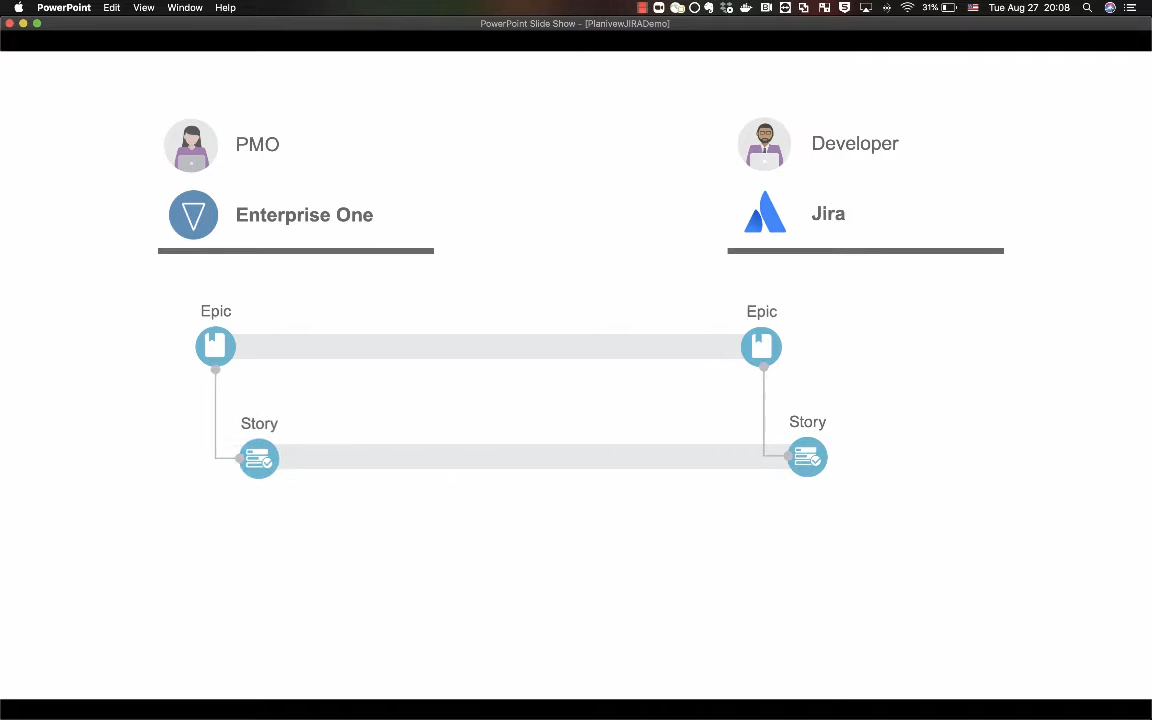 PowerPoint Edit View Window Help 31% Tue Aug 27 20:08
PowerPoint Slide Show - [PlanivewJIRADemo]
PMO
Developer
Enterprise One
Jira
Epic
Epic
Story
Story